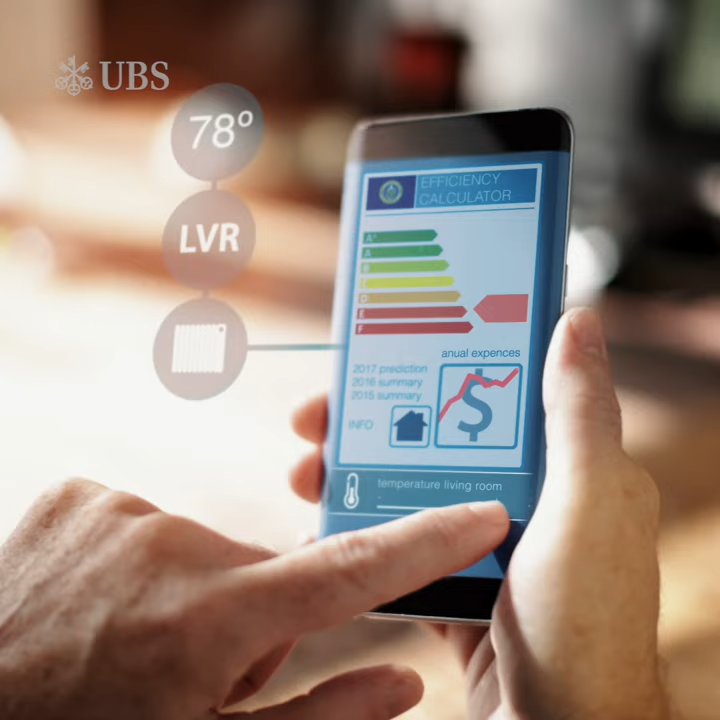 UBS
78°
LVR
EFFICIENCY
CALCULATOR
A+
A
B
D
E
F
anual expences
2017 prediction
2016 summary
2015 summary
INFO
$
temperature living room